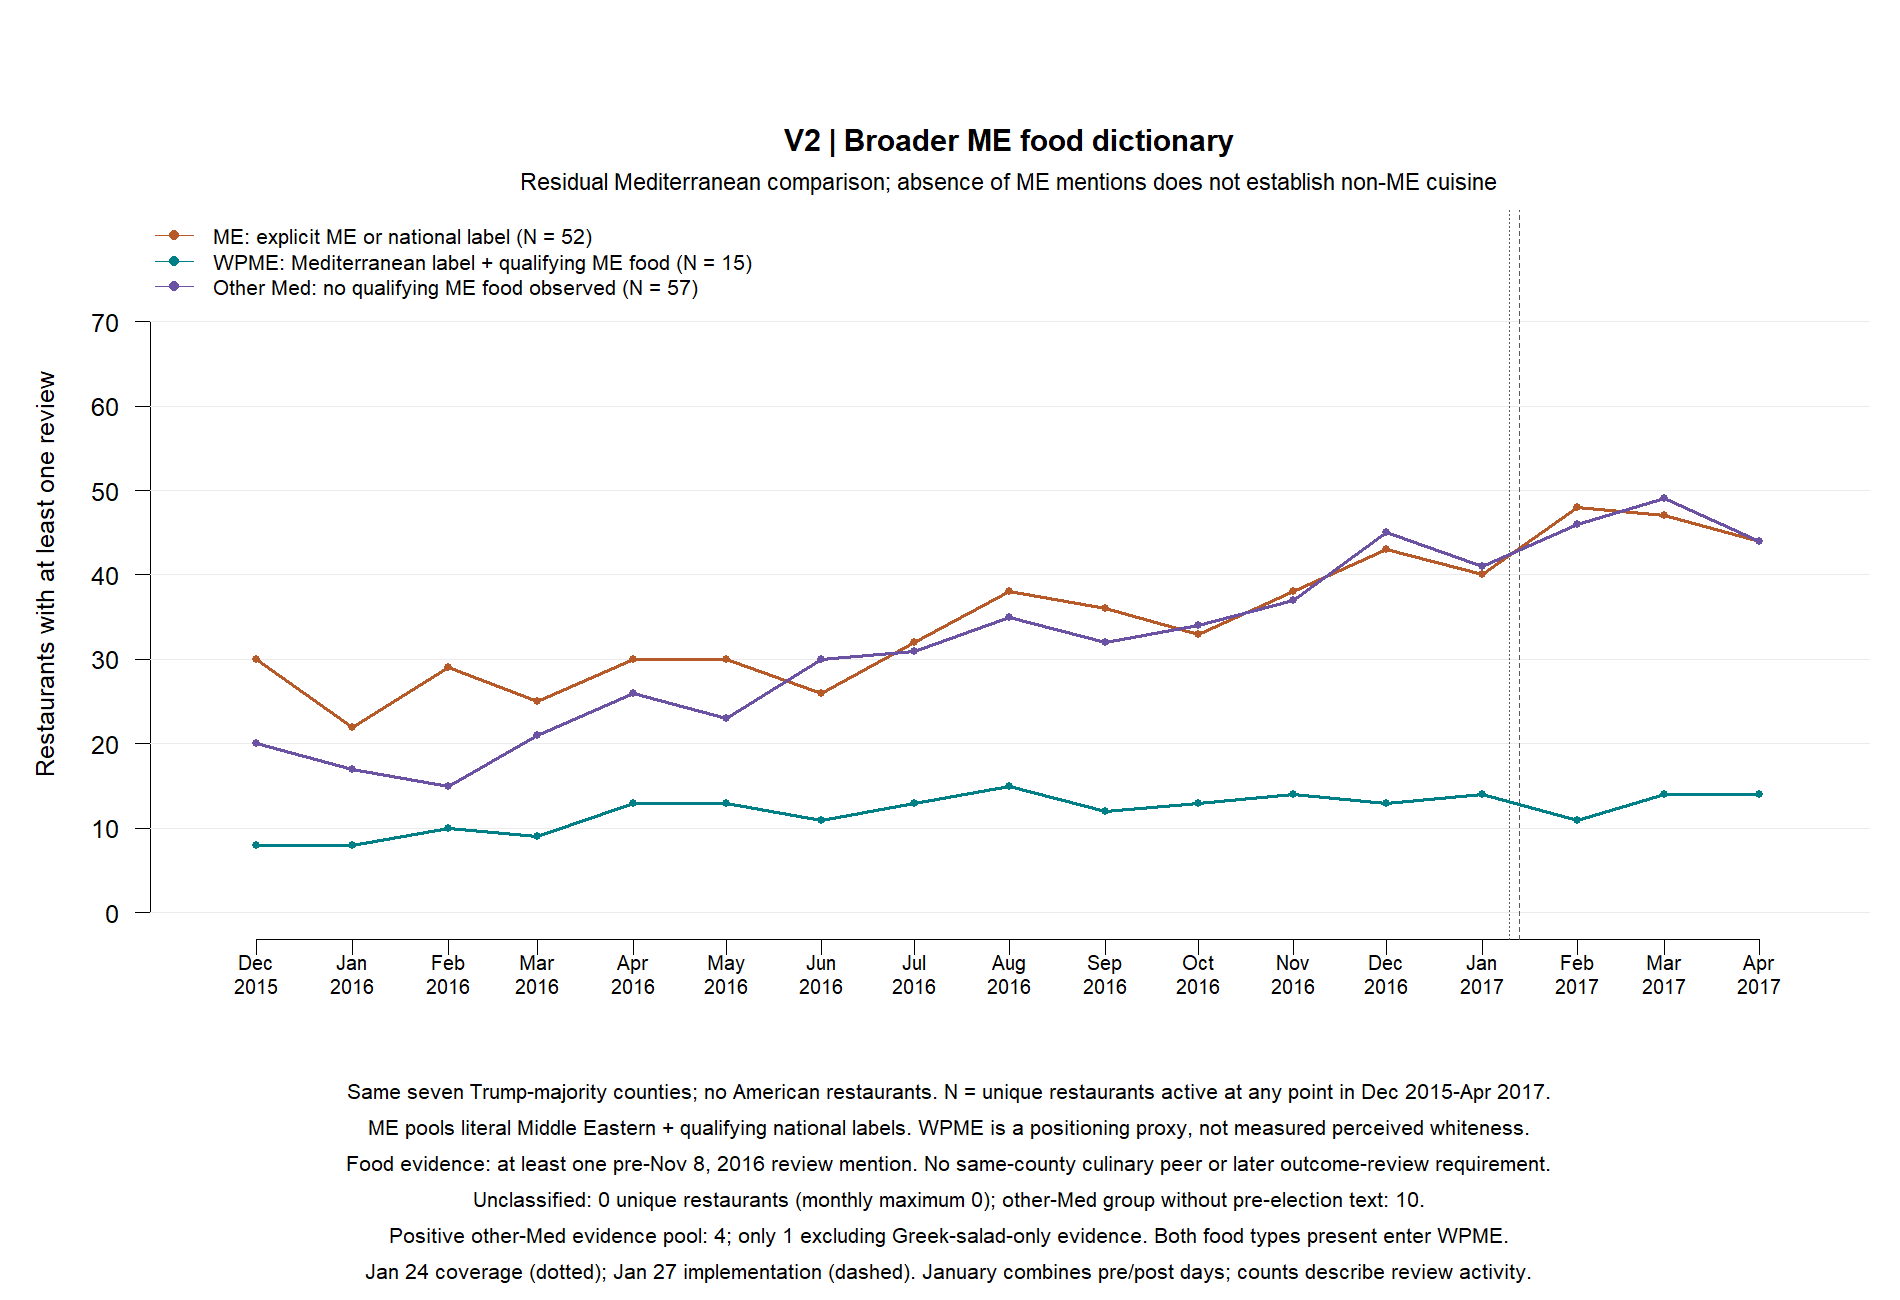 V2 | Broader ME food dictionary
Residual Mediterranean comparison; absence of ME mentions does not establish non-ME cuisine
ME: explicit ME or national label (N = 52)
WPME: Mediterranean label + qualifying ME food (N = 15)
Other Med: no qualifying ME food observed (N = 57)
Restaurants with at least one review
70
60
50
40
30
20
10
0
Dec Jan Feb Mar Apr May Jun Jul Aug Sep Oct Nov Dec Jan Feb Mar Apr
2015 2016 2016 2016 2016 2016 2016 2016 2016 2016 2016 2016 2016 2017 2017 2017 2017
Same seven Trump-majority counties; no American restaurants. N = unique restaurants active at any point in Dec 2015-Apr 2017.
ME pools literal Middle Eastern + qualifying national labels. WPME is a positioning proxy, not measured perceived whiteness.
Food evidence: at least one pre-Nov 8, 2016 review mention. No same-county culinary peer or later outcome-review requirement.
Unclassified: 0 unique restaurants (monthly maximum 0); other-Med group without pre-election text: 10.
Positive other-Med evidence pool: 4; only 1 excluding Greek-salad-only evidence. Both food types present enter WPME.
Jan 24 coverage (dotted); Jan 27 implementation (dashed). January combines pre/post days; counts describe review activity.